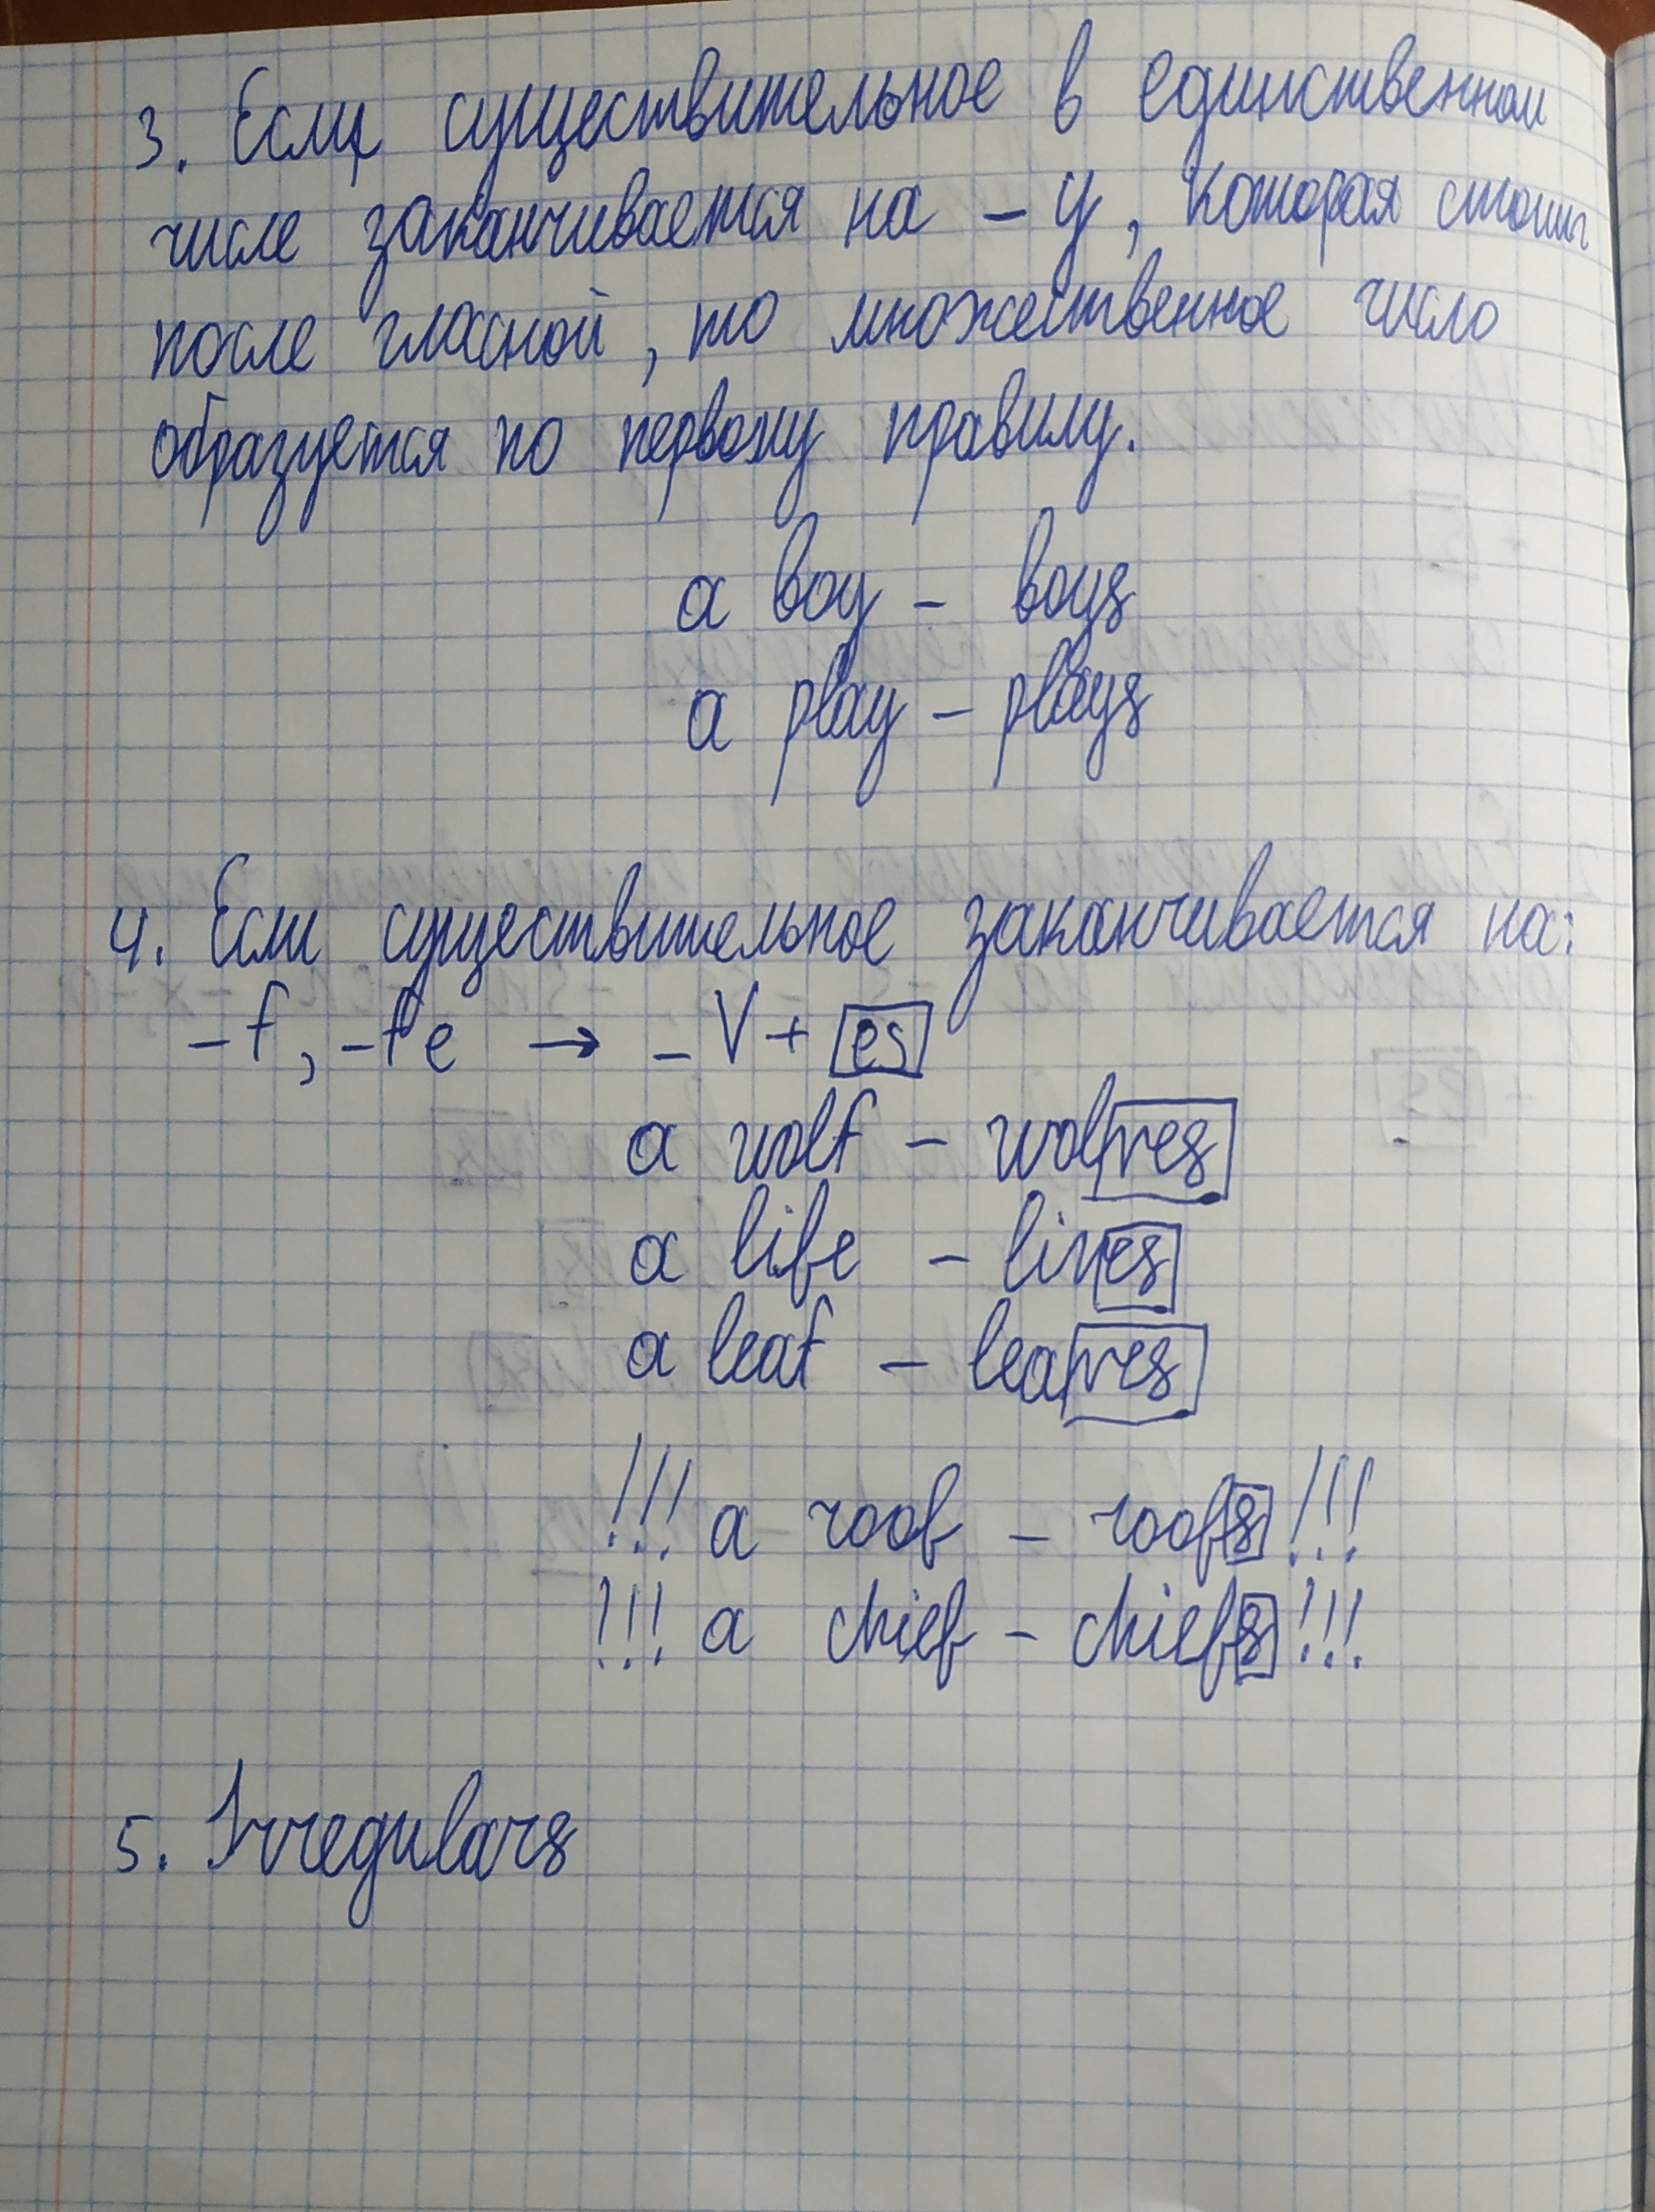 3. Если существительное в единственном
числе заканчивается на -y, которая стоит
после гласной, то множественное число
образуется по первому правилу.
a boy - boys
a play - plays
4. Если существительное заканчивается на:
-f, -fe → -v + es
a wolf - wolves
a life - lives
a leaf - leaves
!!! a roof - roofs !!!
!!! a chief - chiefs !!!
5. Irregulars